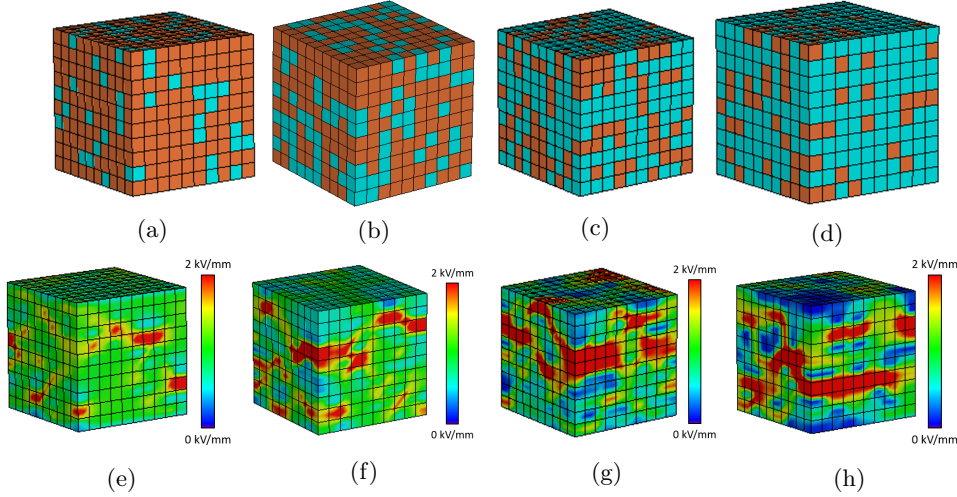 (a) (b) (c) (d)
2 kV/mm 2 kV/mm 2 kV/mm 2 kV/mm
0 kV/mm 0 kV/mm 0 kV/mm 0 kV/mm
(e) (f) (g) (h)